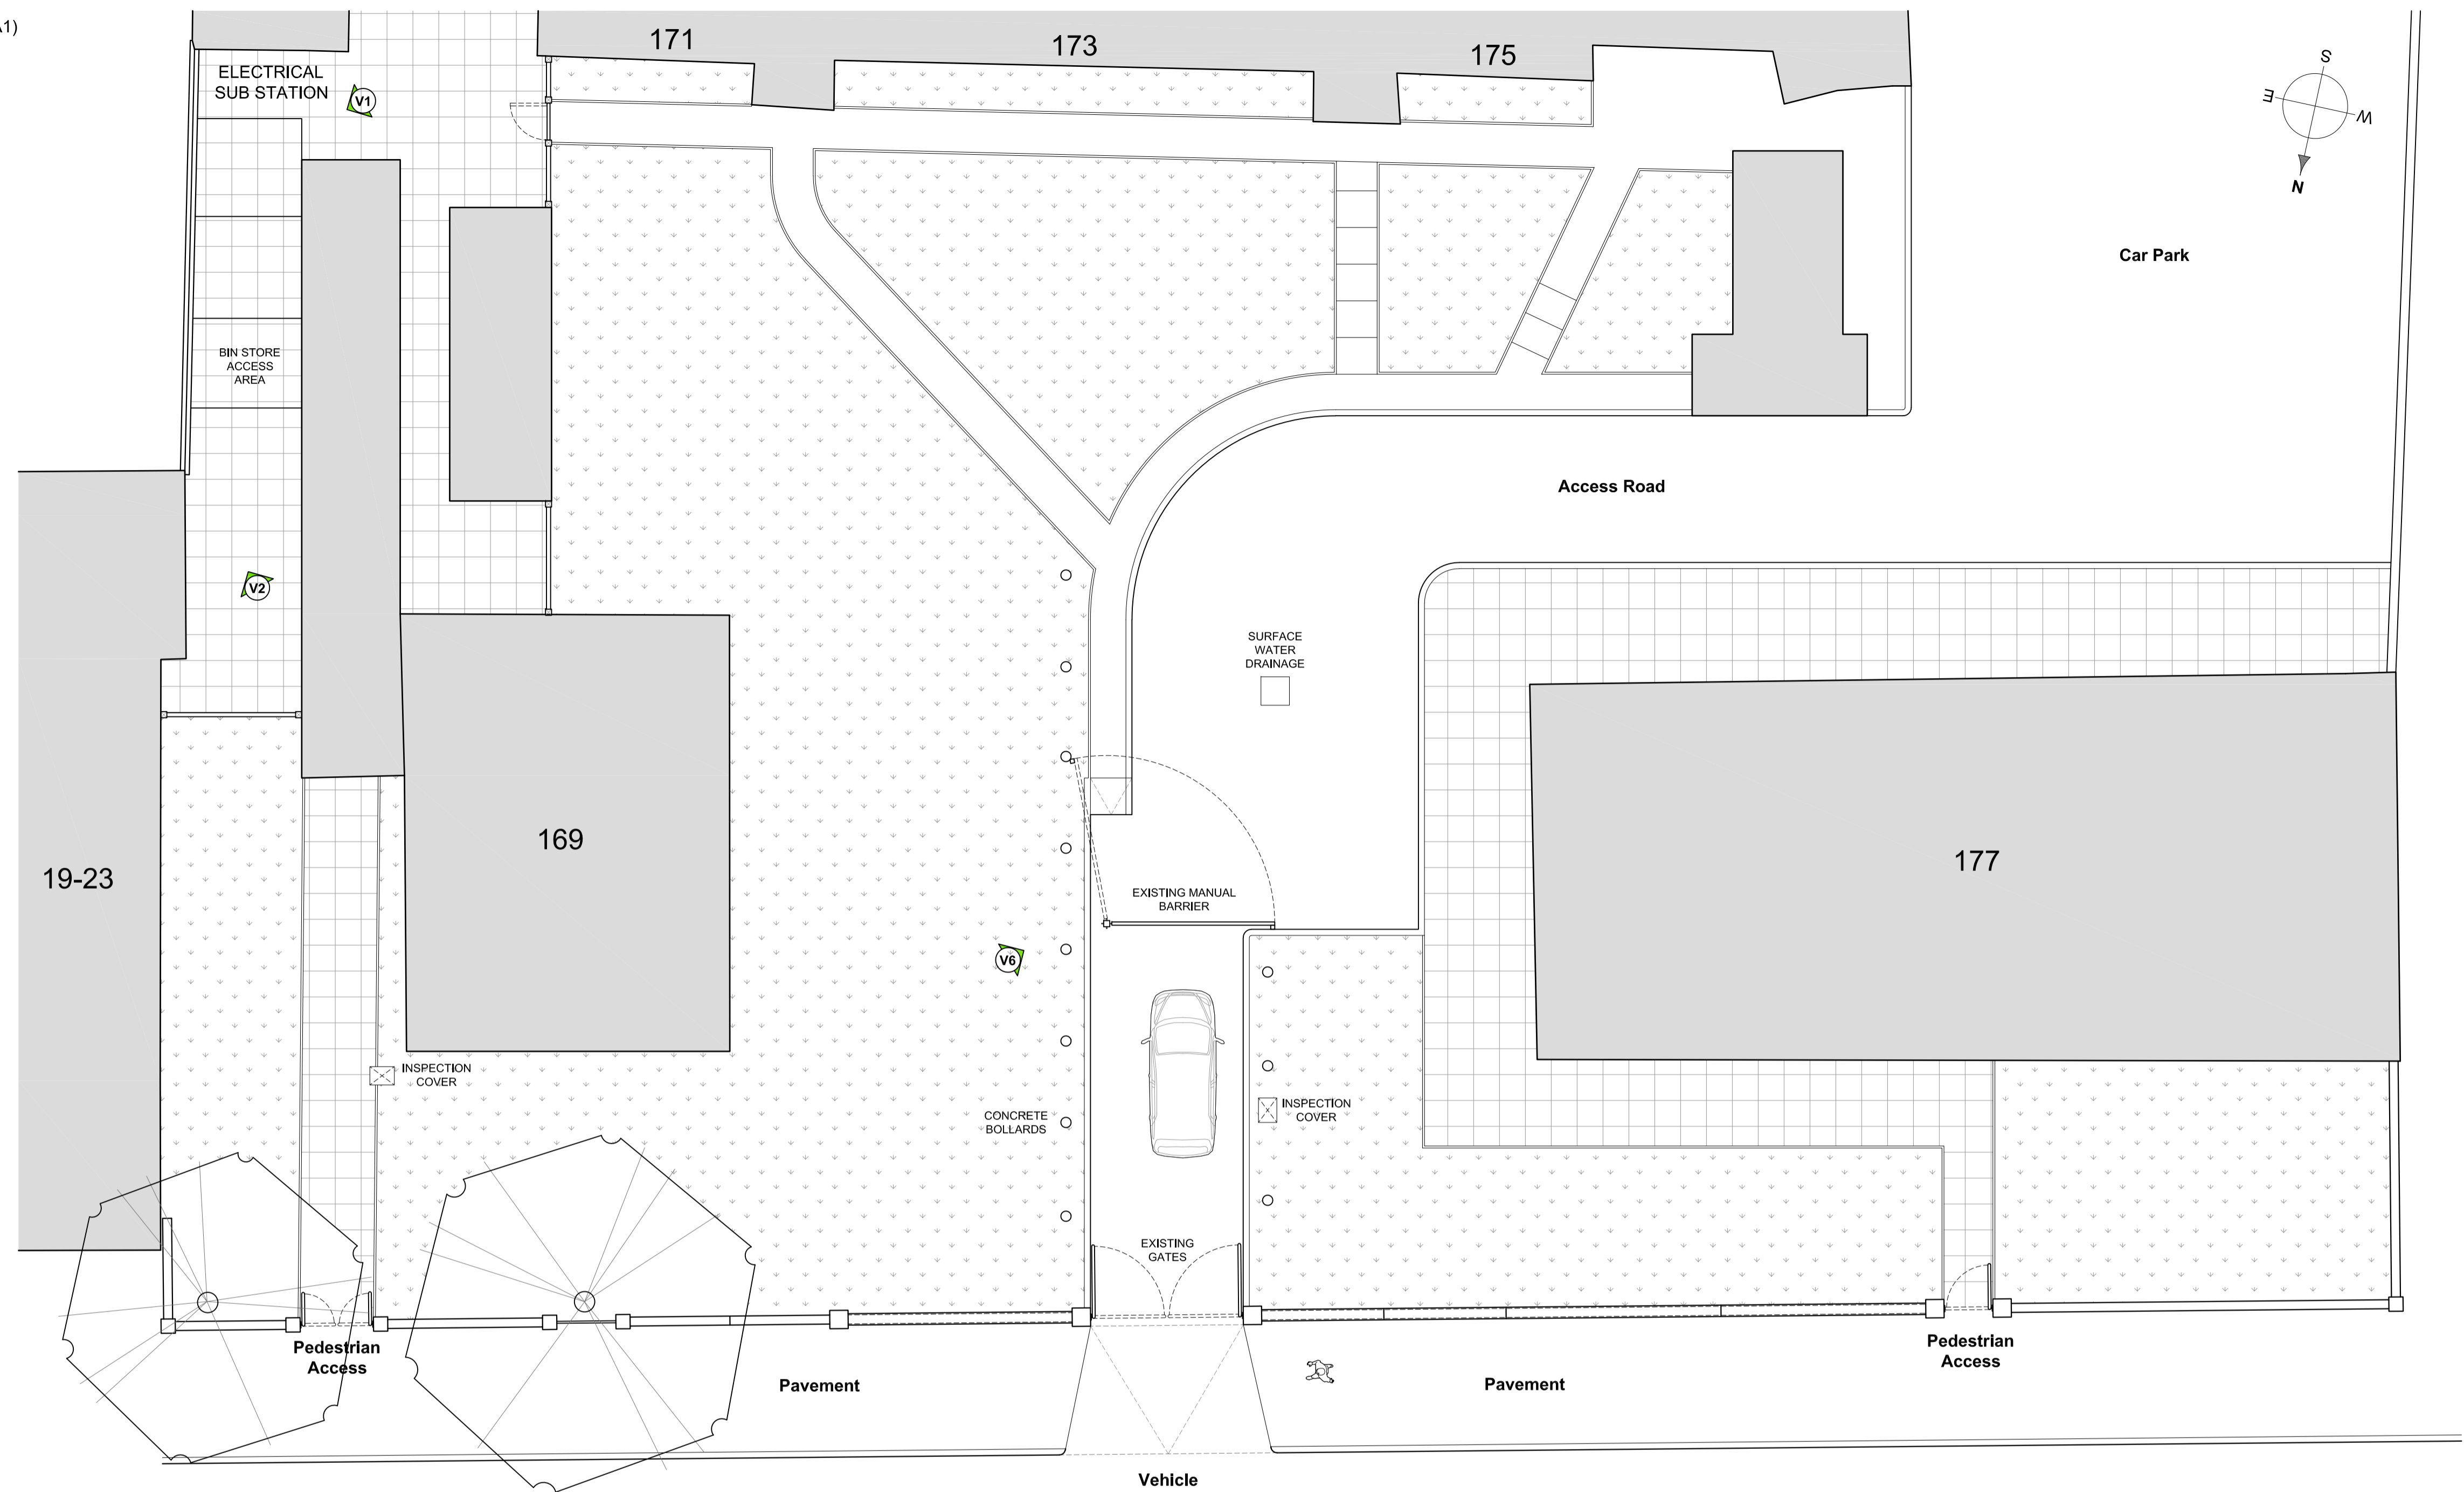 A1)
171
173
175
ELECTRICAL
SUB STATION
V1
S
E
W
N
Car Park
BIN STORE
ACCESS
AREA
Access Road
V2
SURFACE
WATER
DRAINAGE
169
177
19-23
EXISTING MANUAL
BARRIER
V6
INSPECTION
COVER
CONCRETE
BOLLARDS
INSPECTION
COVER
EXISTING
GATES
Pedestrian
Access
Pavement
Pavement
Pedestrian
Access
Vehicle